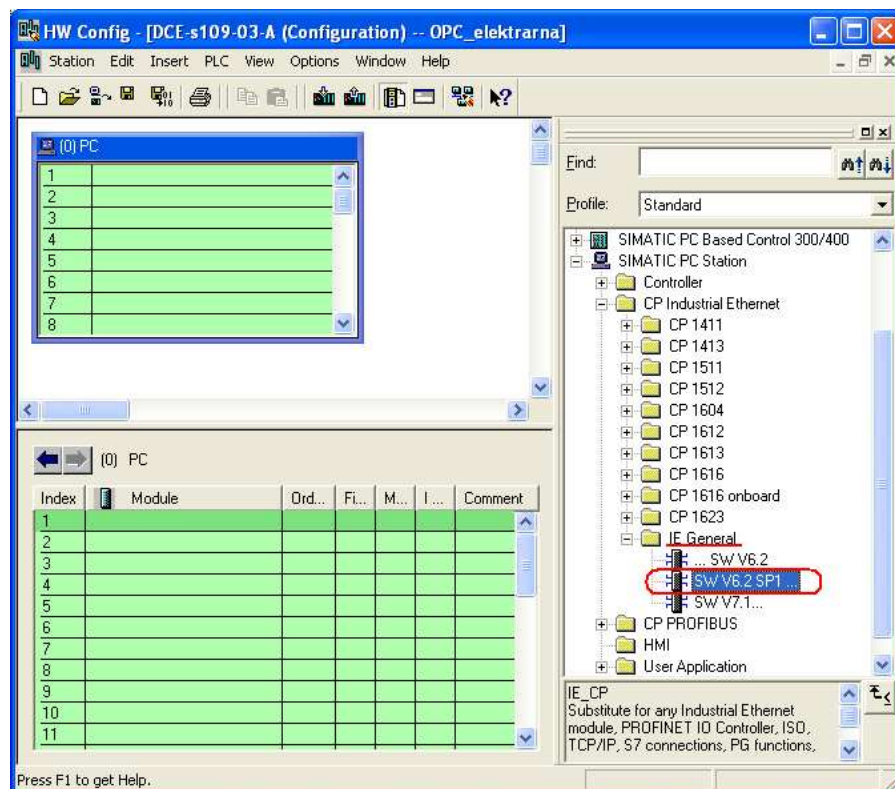 HW Config - [DCE-s109-03-A (Configuration) -- OPC_elektrarna]
Station Edit Insert PLC View Options Window Help
(0) PC
1
2
3
4
5
6
7
8
(0) PC
Index Module Ord... Fi... M... I ... Comment
1
2
3
4
5
6
7
8
9
10
11
Find:
Profile: Standard
SIMATIC PC Based Control 300/400
SIMATIC PC Station
Controller
CP Industrial Ethernet
CP 1411
CP 1413
CP 1511
CP 1512
CP 1604
CP 1612
CP 1613
CP 1616
CP 1616 onboard
CP 1623
IE General
... SW V6.2
SW V6.2 SP1 ...
SW V7.1...
CP PROFIBUS
HMI
User Application
IE_CP
Substitute for any Industrial Ethernet
module, PROFINET IO Controller, ISO,
TCP/IP, S7 connections, PG functions,
Press F1 to get Help.